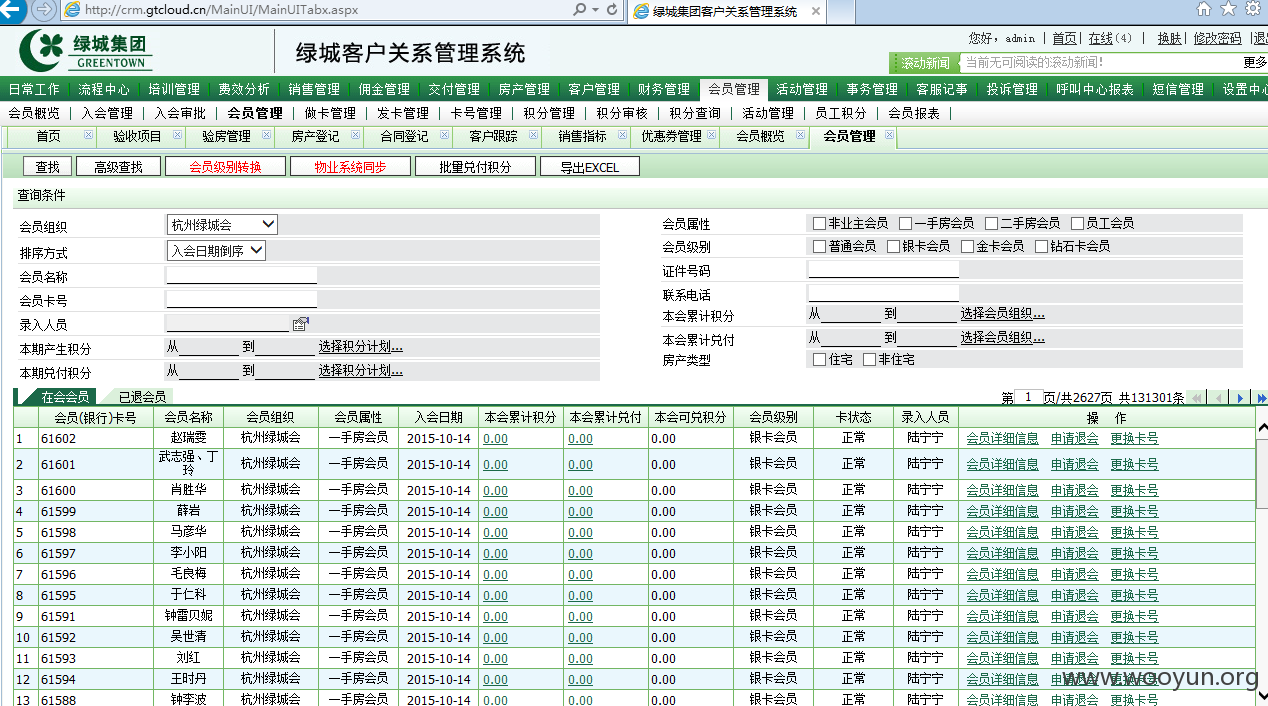 http://crm.gtcloud.cn/MainUI/MainUITabx.aspx 绿城集团客户关系管理系统
绿城集团 GREENTOWN 绿城客户关系管理系统
您好，admin | 首页| 在线(4) | 换肤| 修改密码 |退
滚动新闻 当前无可阅读的滚动新闻! 更多
日常工作 流程中心 培训管理 费效分析 销售管理 佣金管理 交付管理 房产管理 客户管理 财务管理 会员管理 活动管理 事务管理 客服记事 投诉管理 呼叫中心报表 短信管理 设置中心
会员概览 入会管理 入会审批 会员管理 做卡管理 发卡管理 卡号管理 积分管理 积分审核 积分查询 活动管理 员工积分 会员报表
首页 验收项目 验房管理 房产登记 合同登记 客户跟踪 销售指标 优惠券管理 会员概览 会员管理
查找 高级查找 会员级别转换 物业系统同步 批量兑付积分 导出EXCEL
查询条件
会员组织 杭州绿城会 会员属性 非业主会员 一手房会员 二手房会员 员工会员
排序方式 入会日期倒序 会员级别 普通会员 银卡会员 金卡会员 钻石卡会员
会员名称 证件号码
会员卡号 联系电话
录入人员 本会累计积分 从 到 选择会员组织...
本期产生积分 从 到 选择积分计划... 本会累计兑付 从 到 选择会员组织...
本期兑付积分 从 到 选择积分计划... 房产类型 住宅 非住宅
在会会员 已退会员 第 1 页/共2627页 共131301条
会员(银行)卡号 会员名称 会员组织 会员属性 入会日期 本会累计积分 本会累计兑付 本会可兑积分 会员级别 卡状态 录入人员 操 作
1 61602 赵瑞雯 杭州绿城会 一手房会员 2015-10-14 0.00 0.00 0.00 银卡会员 正常 陆宁宁 会员详细信息 申请退会 更换卡号
2 61601 武志强、丁玲 杭州绿城会 一手房会员 2015-10-14 0.00 0.00 0.00 银卡会员 正常 陆宁宁 会员详细信息 申请退会 更换卡号
3 61600 肖胜华 杭州绿城会 一手房会员 2015-10-14 0.00 0.00 0.00 银卡会员 正常 陆宁宁 会员详细信息 申请退会 更换卡号
4 61599 薛岩 杭州绿城会 一手房会员 2015-10-14 0.00 0.00 0.00 银卡会员 正常 陆宁宁 会员详细信息 申请退会 更换卡号
5 61598 马彦华 杭州绿城会 一手房会员 2015-10-14 0.00 0.00 0.00 银卡会员 正常 陆宁宁 会员详细信息 申请退会 更换卡号
6 61597 李小阳 杭州绿城会 一手房会员 2015-10-14 0.00 0.00 0.00 银卡会员 正常 陆宁宁 会员详细信息 申请退会 更换卡号
7 61596 毛良梅 杭州绿城会 一手房会员 2015-10-14 0.00 0.00 0.00 银卡会员 正常 陆宁宁 会员详细信息 申请退会 更换卡号
8 61595 于仁科 杭州绿城会 一手房会员 2015-10-14 0.00 0.00 0.00 银卡会员 正常 陆宁宁 会员详细信息 申请退会 更换卡号
9 61591 钟雷贝妮 杭州绿城会 一手房会员 2015-10-14 0.00 0.00 0.00 银卡会员 正常 陆宁宁 会员详细信息 申请退会 更换卡号
10 61592 吴世清 杭州绿城会 一手房会员 2015-10-14 0.00 0.00 0.00 银卡会员 正常 陆宁宁 会员详细信息 申请退会 更换卡号
11 61593 刘红 杭州绿城会 一手房会员 2015-10-14 0.00 0.00 0.00 银卡会员 正常 陆宁宁 会员详细信息 申请退会 更换卡号
12 61594 王时丹 杭州绿城会 一手房会员 2015-10-14 0.00 0.00 0.00 银卡会员 正常 陆宁宁 会员详细信息 申请退会 更换卡号
13 61588 钟李波 杭州绿城会 一手房会员 2015-10-14 0.00 0.00 0.00 银卡会员 正常 陆宁宁 会员详细信息 申请退会 更换卡号
www.wooyun.org